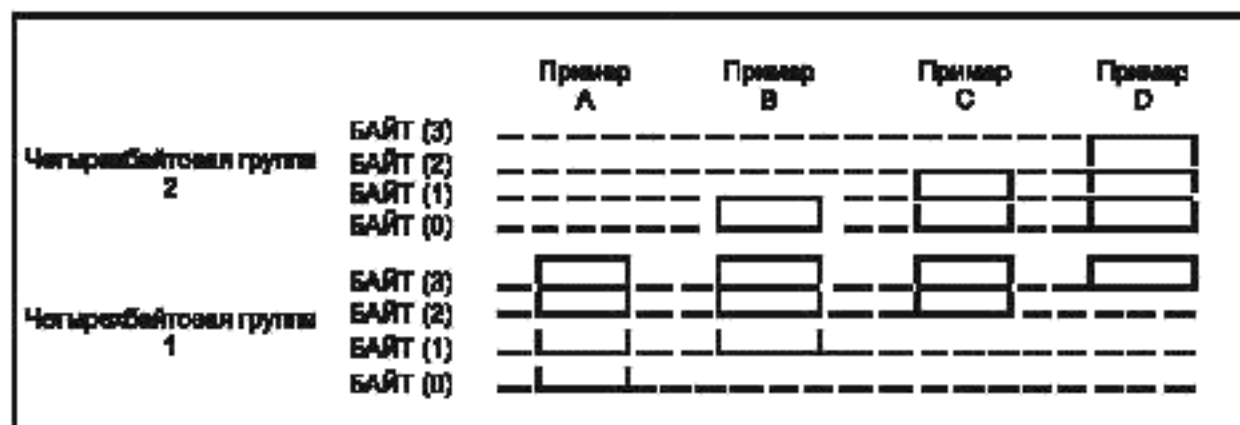 Пример Пример Пример Пример
A B C D
БАЙТ (3)
Четырехбайтовая группа БАЙТ (2)
2 БАЙТ (1)
БАЙТ (0)
БАЙТ (3)
Четырехбайтовая группа БАЙТ (2)
1 БАЙТ (1)
БАЙТ (0)